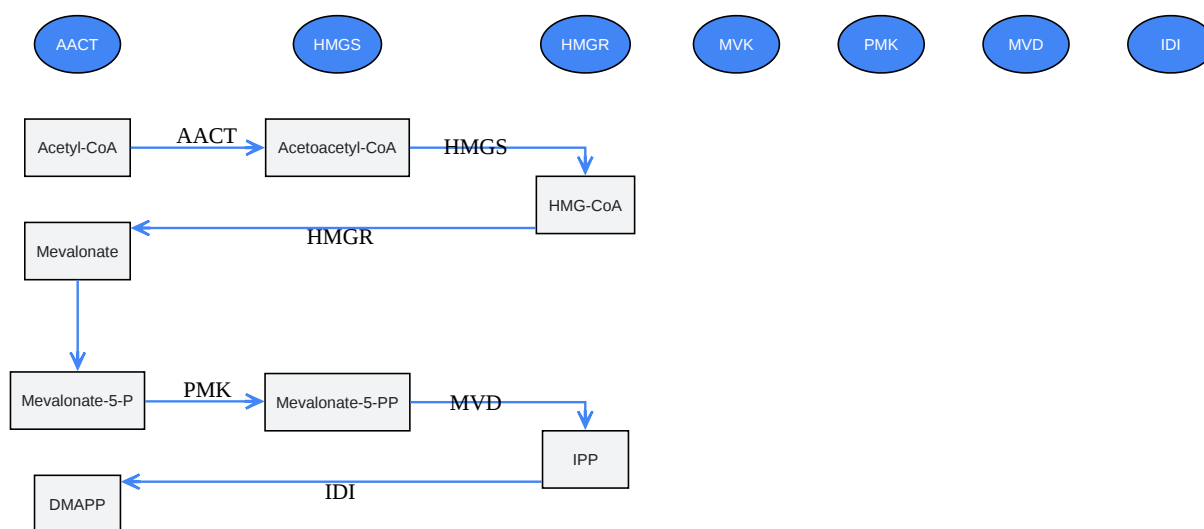 AACT
HMGS
HMGR
MVK
PMK
MVD
IDI
Acetyl-CoA
AACT
Acetoacetyl-CoA
HMGS
HMG-CoA
HMGR
Mevalonate
Mevalonate-5-P
PMK
Mevalonate-5-PP
MVD
IPP
IDI
DMAPP